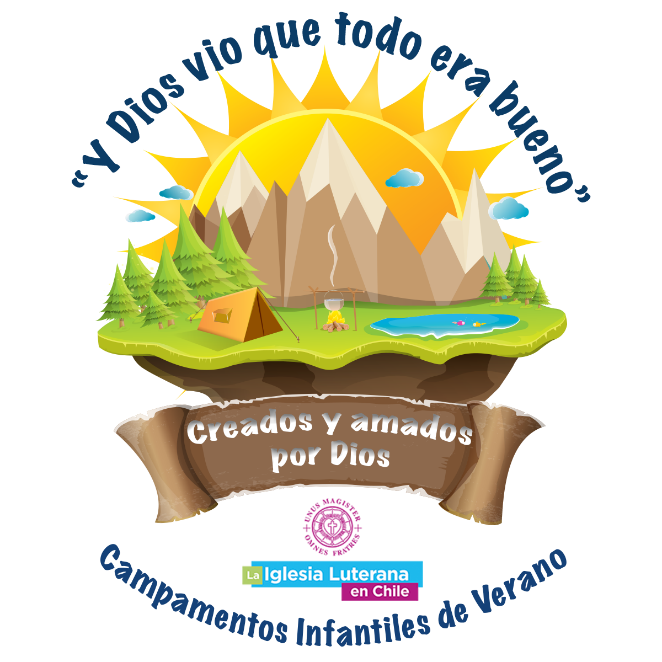 “Y Dios vio que todo era bueno”
Creados y amados
por Dios
UNUS MAGISTER
OMNES FRATRES
La Iglesia Luterana
en Chile
Campamentos Infantiles de Verano